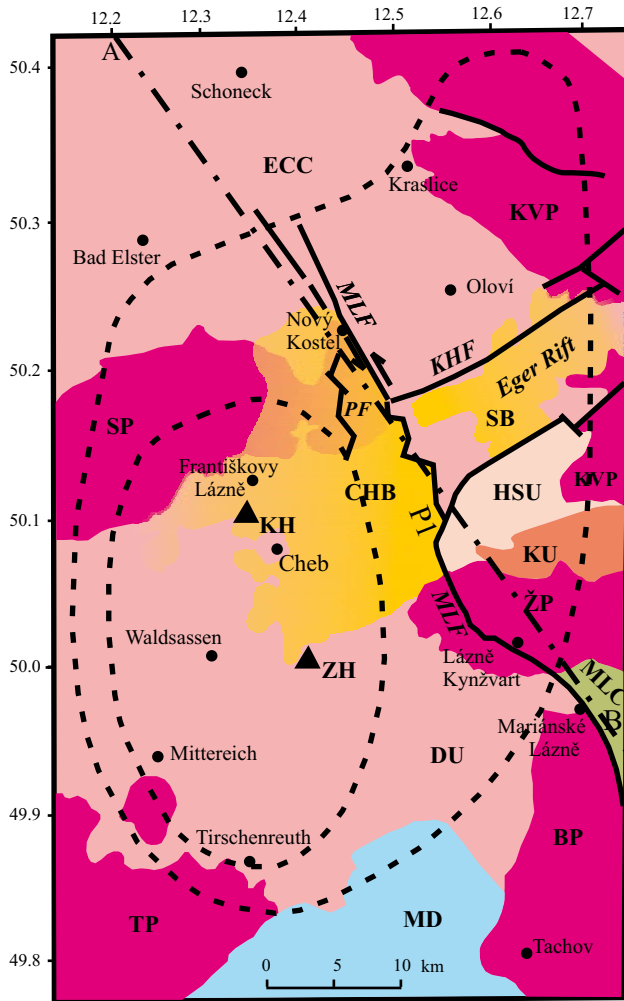 12.2 12.3 12.4 12.5 12.6 12.7
50.4
A
Schoneck
ECC
Kraslice
50.3
KVP
Bad Elster
MLF
Oloví
Nový
Kostel
KHF
Eger Rift
50.2
SP
PF
SB
Františkovy
Lázně
CHB
HSU
KVP
50.1
KH
P1
Cheb
KU
ŽP
MLF
Waldsassen
50.0
ZH
Lázně
Kynžvart
MLC
B
Mariánské
Lázně
Mittereich
DU
49.9
Tirschenreuth
BP
TP
MD
Tachov
49.8
0 5 10 km